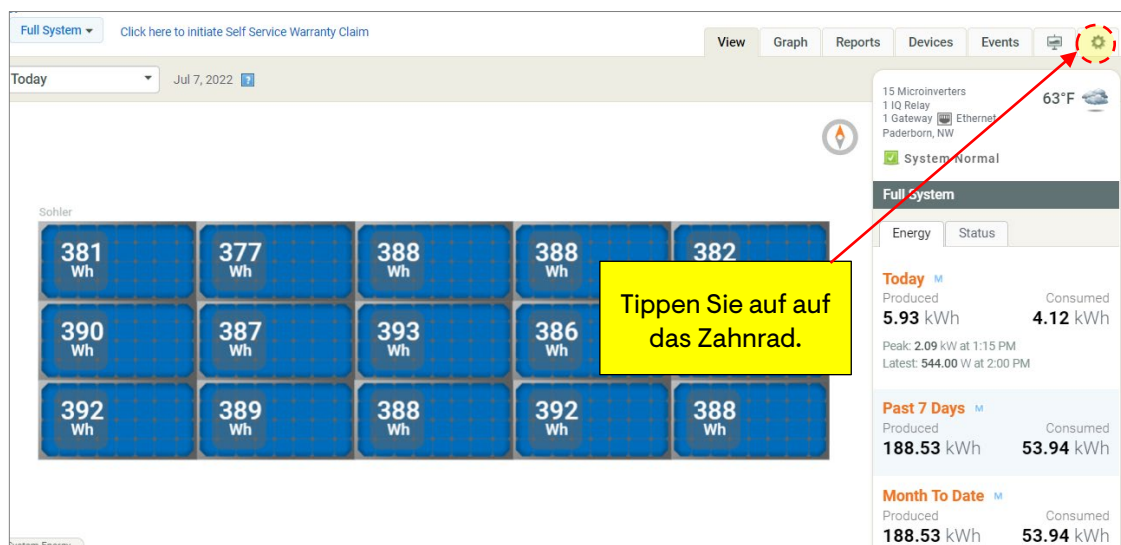 Full System
Click here to initiate Self Service Warranty Claim
View
Graph
Reports
Devices
Events
Today
Jul 7, 2022
?
15 Microinverters
1 IQ Relay
1 Gateway Ethernet
Paderborn, NW
63°F
System Normal
Full System
Energy
Status
Sohler
381
Wh
377
Wh
388
Wh
388
Wh
382
390
Wh
387
Wh
393
Wh
386
Wh
392
Wh
389
Wh
388
Wh
392
Wh
388
Wh
Tippen Sie auf auf
das Zahnrad.
Today M
Produced Consumed
5.93 kWh 4.12 kWh
Peak: 2.09 kW at 1:15 PM
Latest: 544.00 W at 2:00 PM
Past 7 Days M
Produced Consumed
188.53 kWh 53.94 kWh
Month To Date M
Produced Consumed
188.53 kWh 53.94 kWh